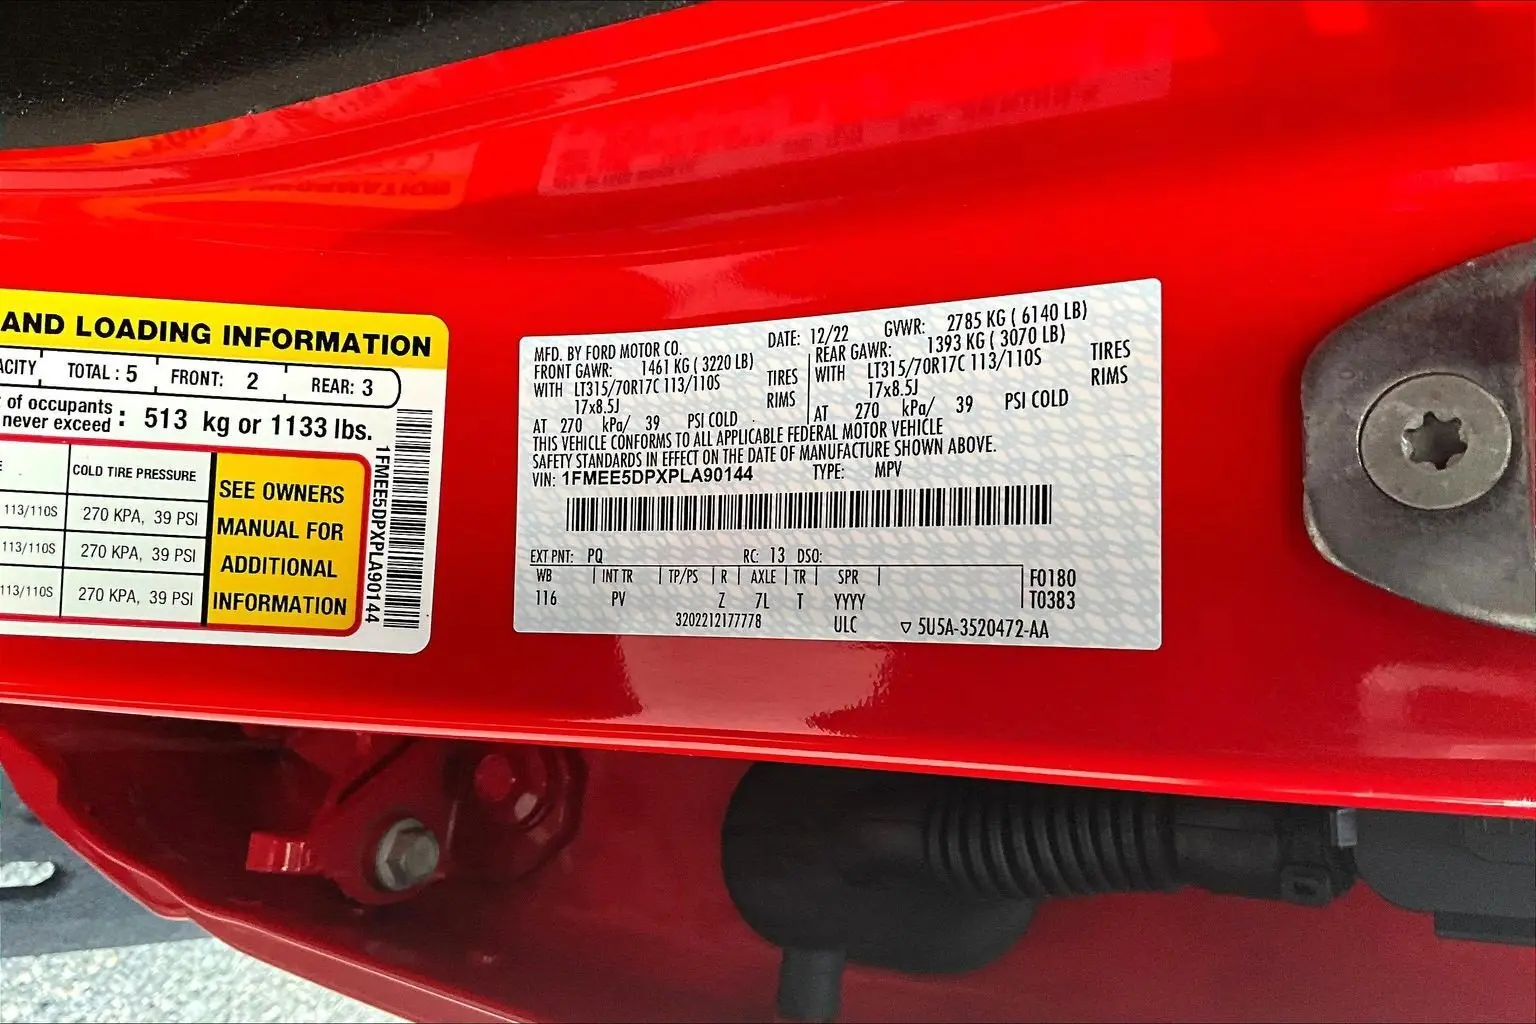 AND LOADING INFORMATION
ACITY TOTAL : 5 FRONT: 2 REAR: 3
of occupants
never exceed : 513 kg or 1133 lbs.
COLD TIRE PRESSURE
113/110S 270 KPA, 39 PSI
113/110S 270 KPA, 39 PSI
113/110S 270 KPA, 39 PSI
SEE OWNERS
MANUAL FOR
ADDITIONAL
INFORMATION
1FMEE5DPXPLA90144
MFD. BY FORD MOTOR CO. DATE: 12/22 GVWR: 2785 KG ( 6140 LB)
FRONT GAWR: 1461 KG ( 3220 LB) REAR GAWR: 1393 KG ( 3070 LB)
WITH LT315/70R17C 113/110S TIRES WITH LT315/70R17C 113/110S TIRES
17x8.5J RIMS 17x8.5J RIMS
AT 270 kPa/ 39 PSI COLD AT 270 kPa/ 39 PSI COLD
THIS VEHICLE CONFORMS TO ALL APPLICABLE FEDERAL MOTOR VEHICLE
SAFETY STANDARDS IN EFFECT ON THE DATE OF MANUFACTURE SHOWN ABOVE.
VIN: 1FMEE5DPXPLA90144 TYPE: MPV
EXT PNT: PQ RC: 13 DSO:
WB INT TR TP/PS R AXLE TR SPR F0180
116 PV Z 7L T YYYY T0383
3202212177778 ULC ▽ 5U5A-3520472-AA